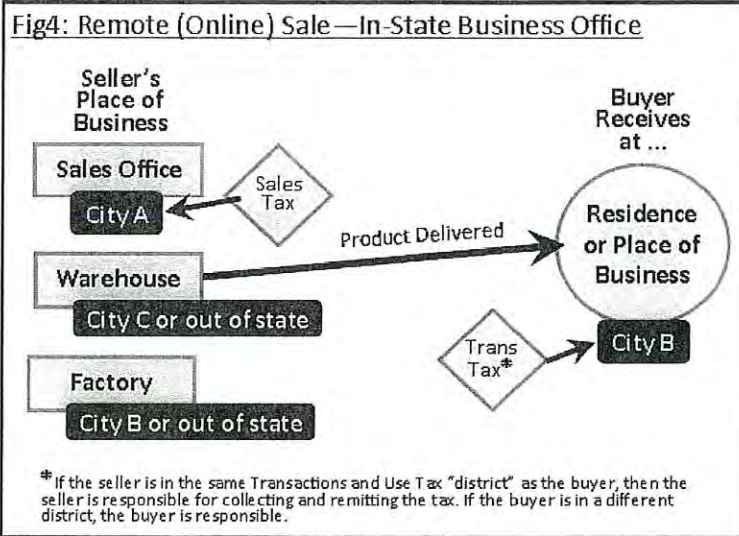 Fig4: Remote (Online) Sale—In-State Business Office
Seller's
Place of
Business
Sales Office
City A
Sales
Tax
Warehouse
City C or out of state
Factory
City B or out of state
Product Delivered
Buyer
Receives
at ...
Residence
or Place of
Business
City B
Trans
Tax*
*If the seller is in the same Transactions and Use Tax "district" as the buyer, then the
seller is responsible for collecting and remitting the tax. If the buyer is in a different
district, the buyer is responsible.